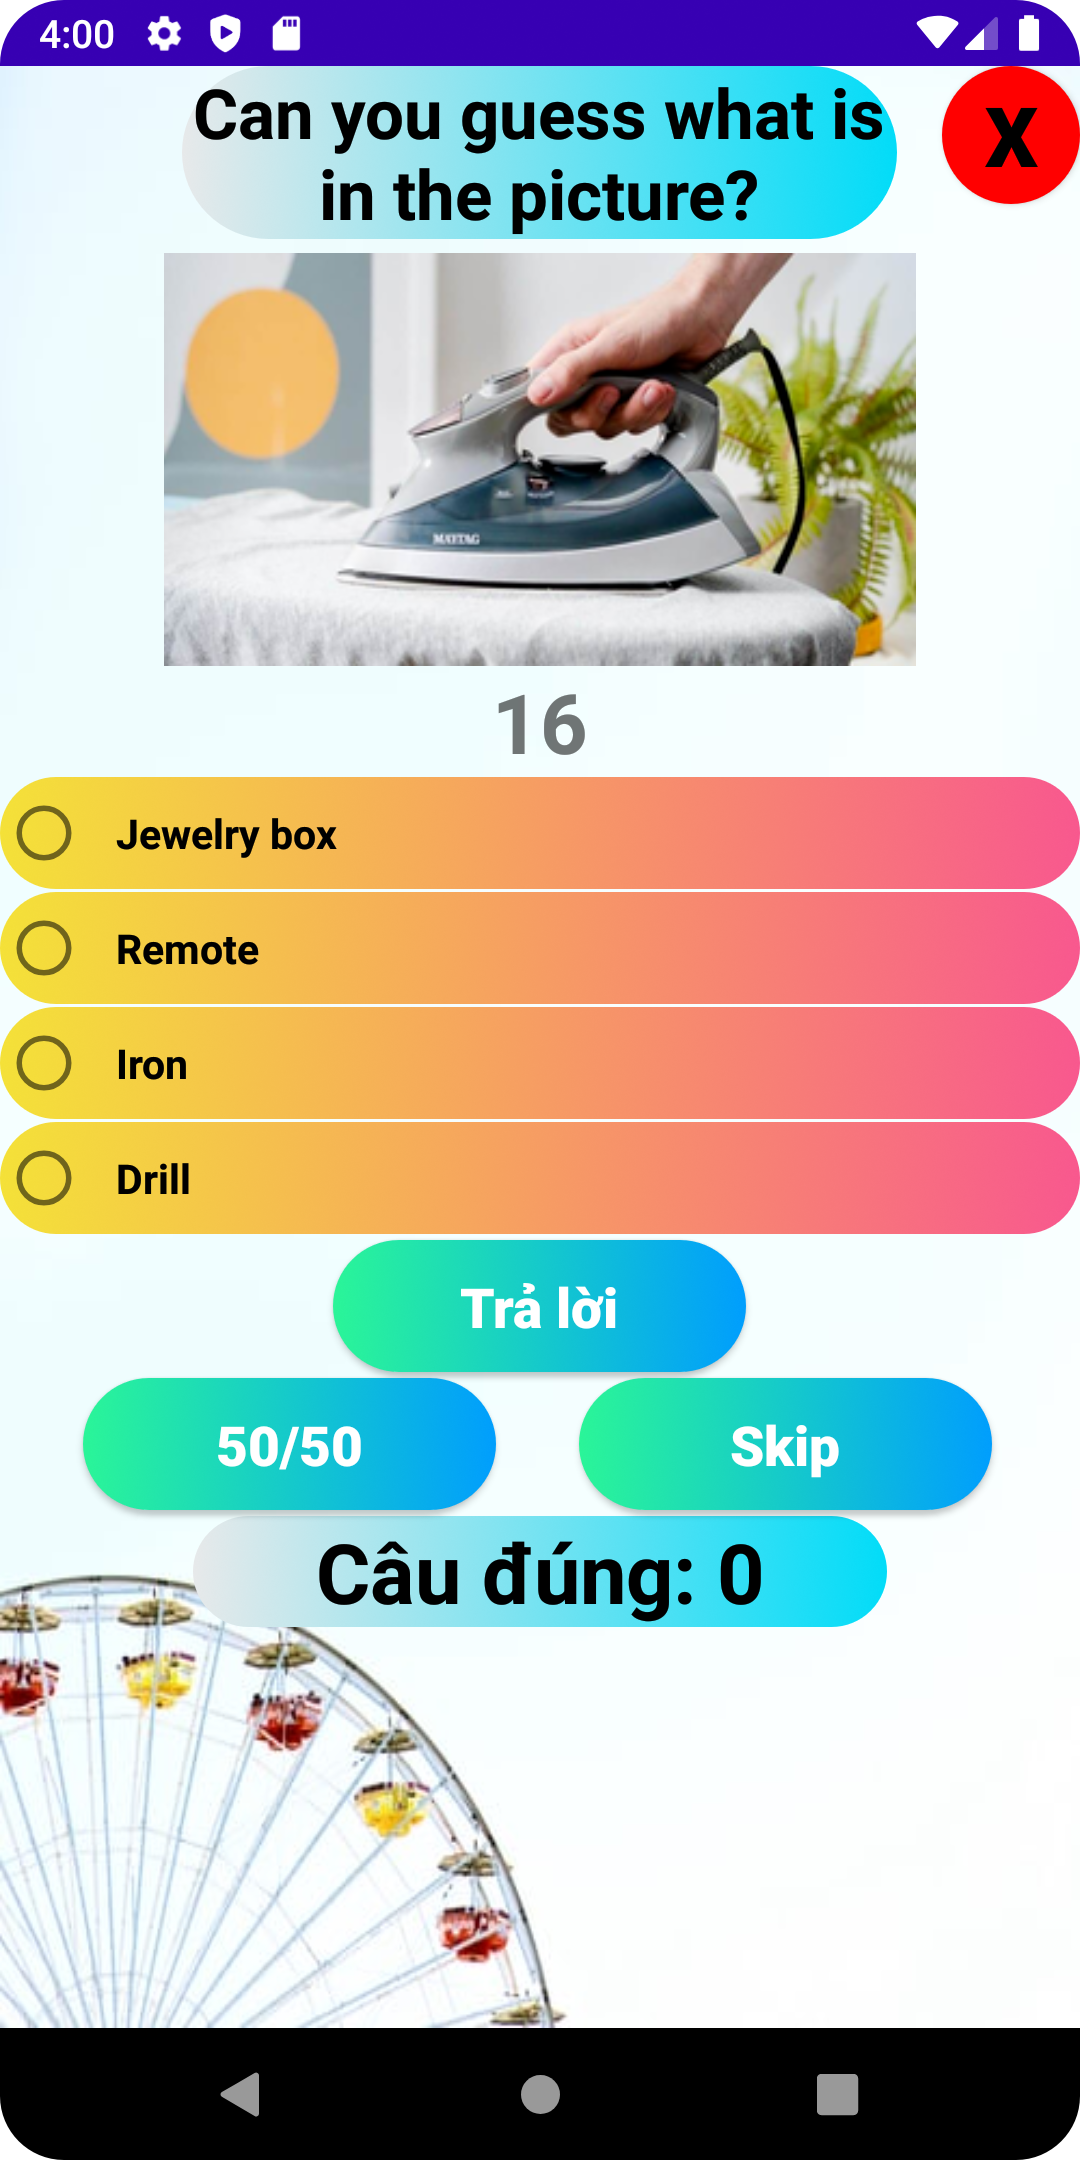 4:00
Can you guess what is
in the picture?
X
MAYTAG
16
Jewelry box
Remote
Iron
Drill
Trả lời
50/50
Skip
Câu đúng: 0